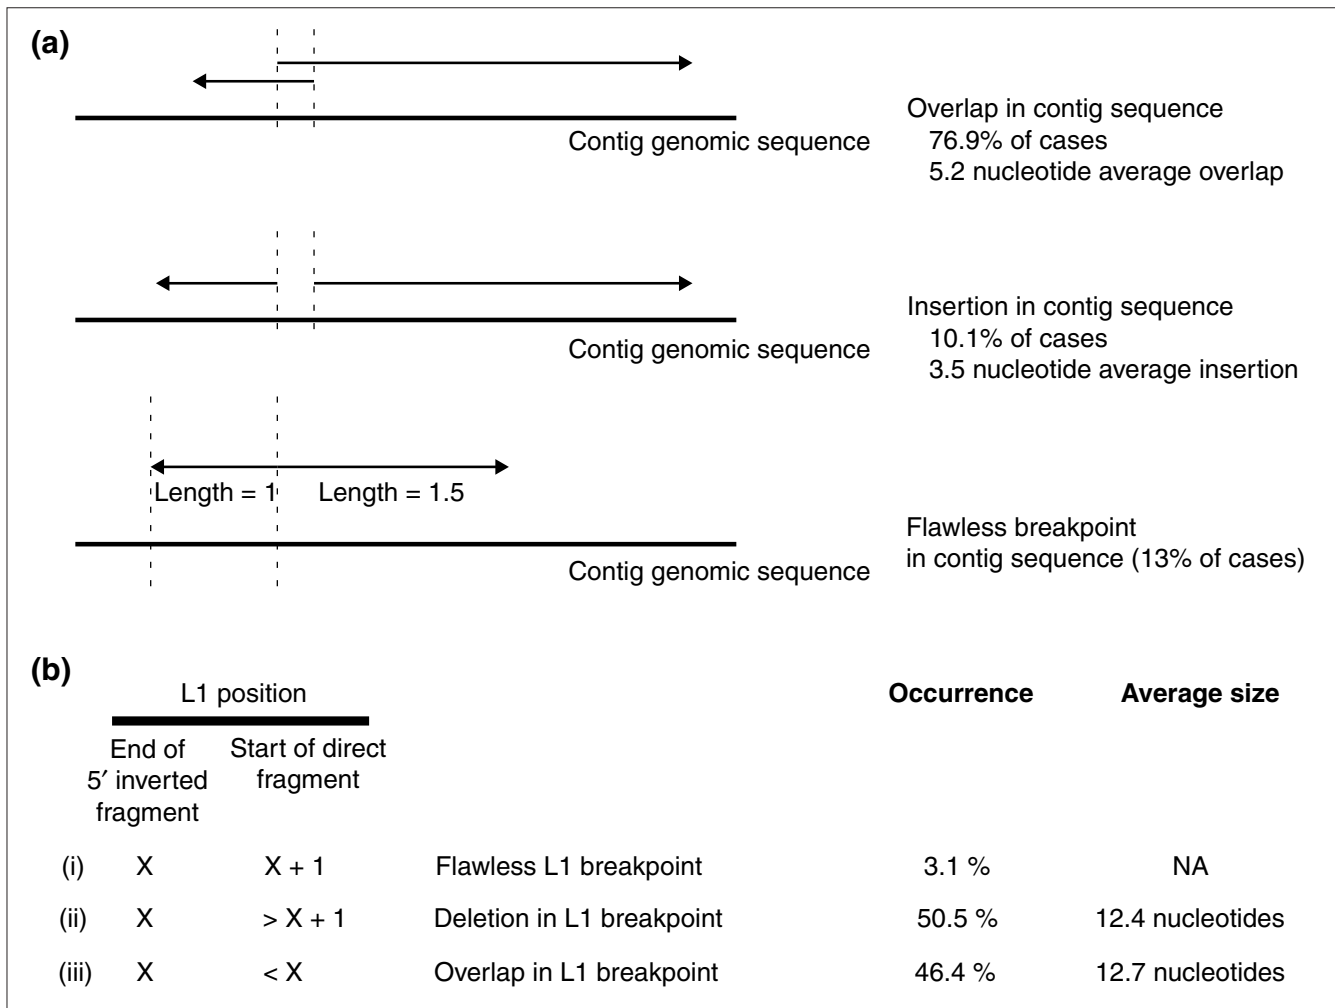 (a)
Contig genomic sequence
Overlap in contig sequence
76.9% of cases
5.2 nucleotide average overlap
Contig genomic sequence
Insertion in contig sequence
10.1% of cases
3.5 nucleotide average insertion
Length = 1
Length = 1.5
Contig genomic sequence
Flawless breakpoint
in contig sequence (13% of cases)
(b)
L1 position
Occurrence
Average size
End of
5′ inverted
fragment
Start of direct
fragment
(i) X X + 1 Flawless L1 breakpoint 3.1 % NA
(ii) X > X + 1 Deletion in L1 breakpoint 50.5 % 12.4 nucleotides
(iii) X < X Overlap in L1 breakpoint 46.4 % 12.7 nucleotides